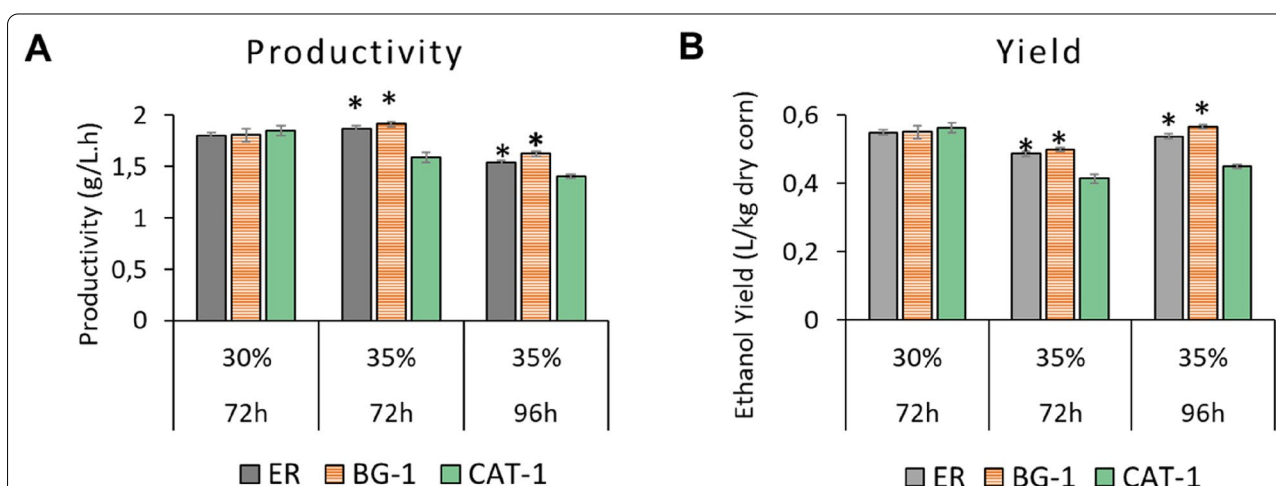 A
Productivity
Productivity (g/L.h)
2
1,5
1
0,5
0
* *
* *
30% 35% 35%
72h 72h 96h
ER BG-1 CAT-1
B
Yield
Ethanol Yield (L/kg dry corn)
0,6
0,4
0,2
0
* *
* *
30% 35% 35%
72h 72h 96h
ER BG-1 CAT-1